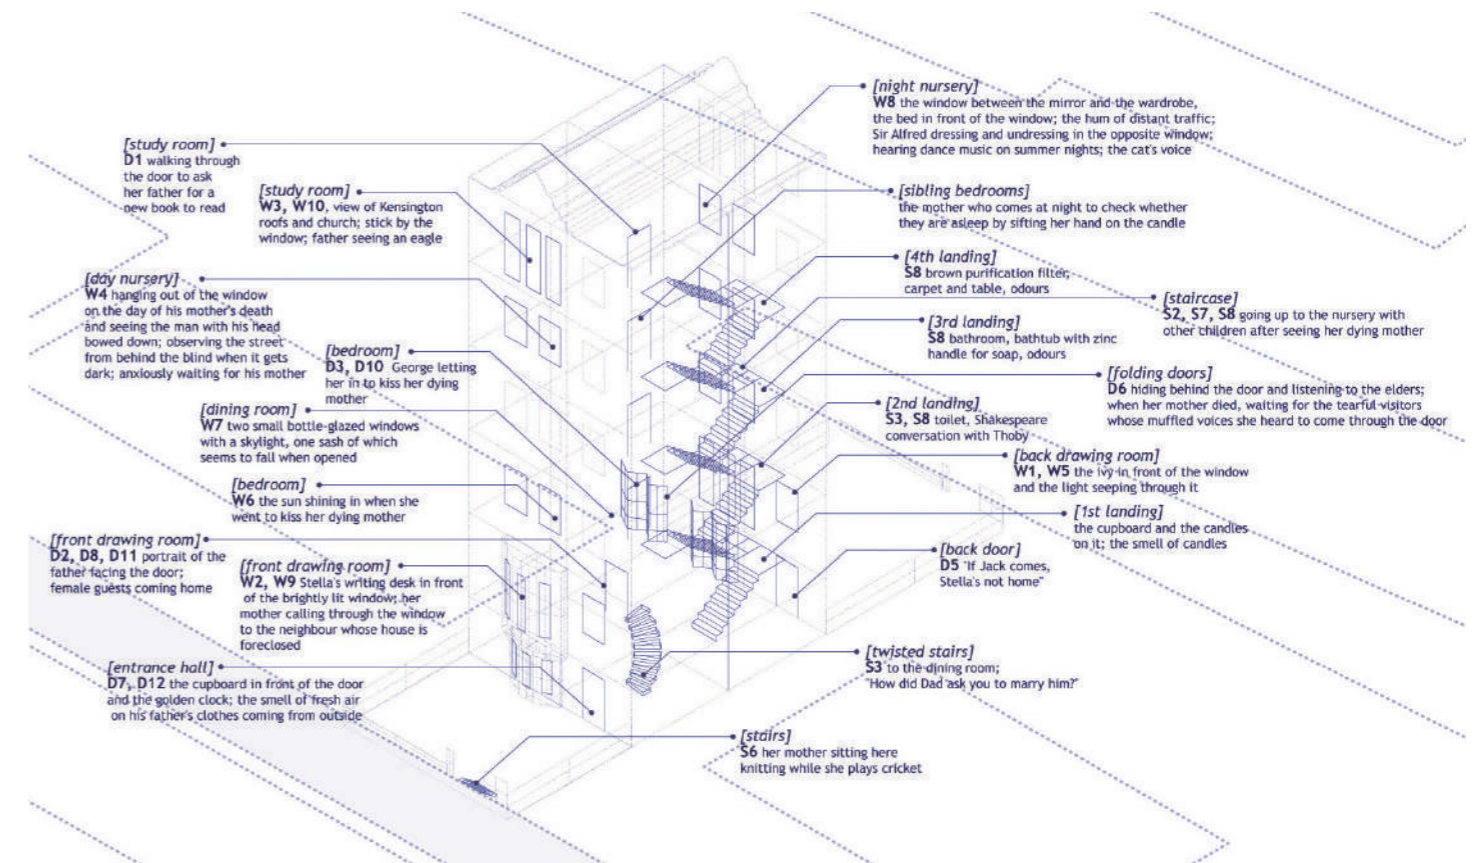 [night nursery]
W8 the window between the mirror and the wardrobe,
the bed in front of the window; the hum of distant traffic;
Sir Alfred dressing and undressing in the opposite window;
hearing dance music on summer nights; the cat's voice
[study room]
D1 walking through
the door to ask
her father for a
new book to read
[study room]
W3, W10, view of Kensington
roofs and church; stick by the
window; father seeing an eagle
[sibling bedrooms]
the mother who comes at night to check whether
they are asleep by sifting her hand on the candle
[4th landing]
S8 brown purification filter,
carpet and table, odours
[day nursery]
W4 hanging out of the window
on the day of his mother's death
and seeing the man with his head
bowed down; observing the street
from behind the blind when it gets
dark; anxiously waiting for his mother
[staircase]
S2, S7, S8 going up to the nursery with
other children after seeing her dying mother
[3rd landing]
S8 bathroom, bathtub with zinc
handle for soap, odours
[bedroom]
D3, D10 George letting
her in to kiss her dying
mother
[folding doors]
D6 hiding behind the door and listening to the elders;
when her mother died, waiting for the tearful visitors
whose muffled voices she heard to come through the door
[dining room]
W7 two small bottle-glazed windows
with a skylight, one sash of which
seems to fall when opened
[2nd landing]
S3, S8 toilet, Shakespeare
conversation with Thoby
[back drawing room]
W1, W5 the ivy in front of the window
and the light seeping through it
[bedroom]
W6 the sun shining in when she
went to kiss her dying mother
[1st landing]
the cupboard and the candles
on it; the smell of candles
[front drawing room]
D2, D8, D11 portrait of the
father facing the door;
female guests coming home
[back door]
D5 "If Jack comes,
Stella's not home"
[front drawing room]
W2, W9 Stella's writing desk in front
of the brightly lit window; her
mother calling through the window
to the neighbour whose house is
foreclosed
[twisted stairs]
S3 to the dining room;
"How did Dad ask you to marry him?"
[entrance hall]
D7, D12 the cupboard in front of the door
and the golden clock; the smell of fresh air
on his father's clothes coming from outside
[stairs]
S6 her mother sitting here
knitting while she plays cricket